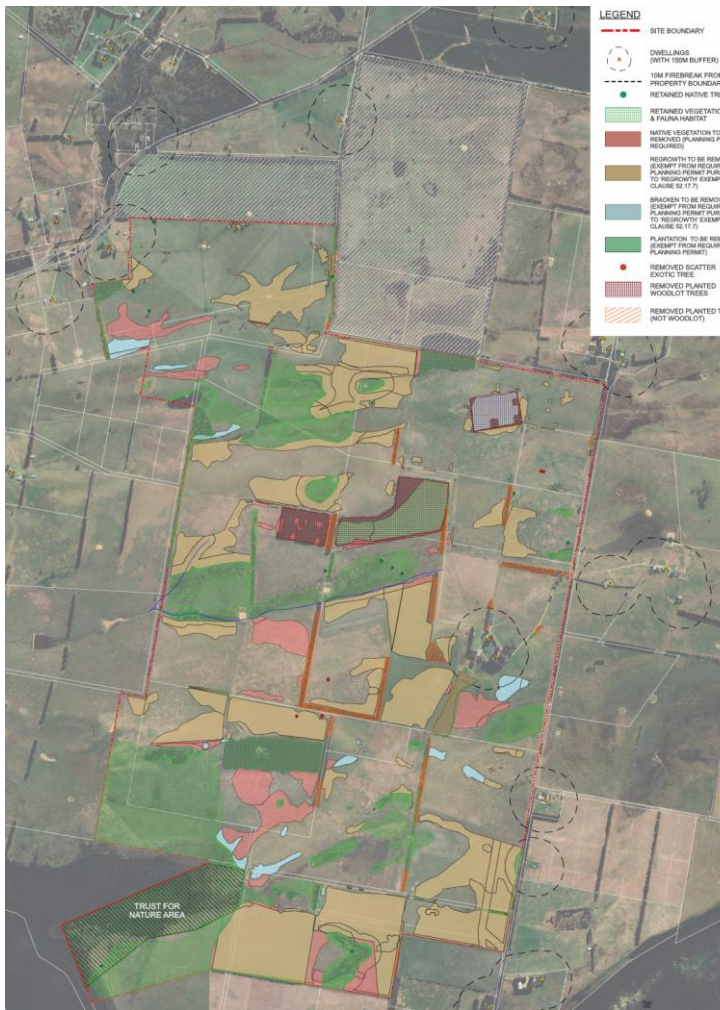 LEGEND
SITE BOUNDARY
DWELLINGS
(WITH 150M BUFFER)
10M FIREBREAK FROM
PROPERTY BOUNDAR
RETAINED NATIVE TRE
RETAINED VEGETATIO
& FAUNA HABITAT
NATIVE VEGETATION TO
REMOVED (PLANNING P
REQUIRED)
REGROWTH TO BE REM
(EXEMPT FROM REQUIR
PLANNING PERMIT PUR
TO 'REGROWTH' EXEMP
CLAUSE 52.17.7)
BRACKEN TO BE REMOV
(EXEMPT FROM REQUIR
PLANNING PERMIT PUR
TO 'REGROWTH' EXEMP
CLAUSE 52.17.7)
PLANTATION TO BE REM
(EXEMPT FROM REQUIR
PLANNING PERMIT)
REMOVED SCATTER
EXOTIC TREE
REMOVED PLANTED
WOODLOT TREES
REMOVED PLANTED T
(NOT WOODLOT)
TRUST FOR
NATURE AREA